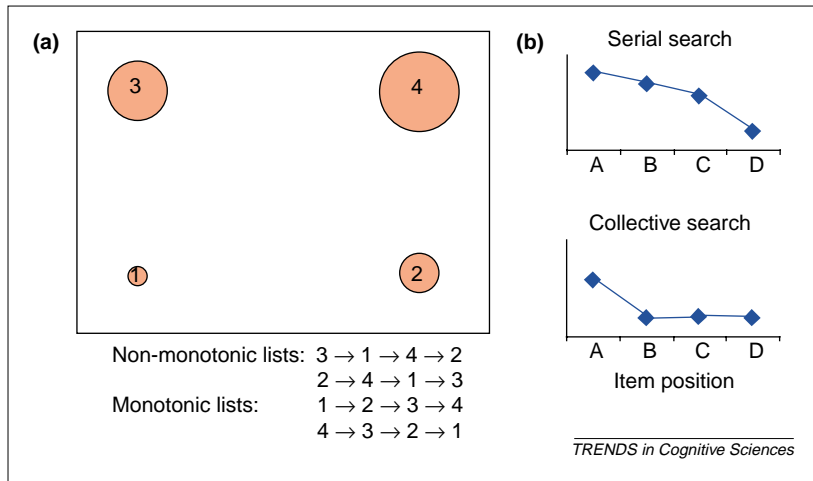 (a)
3
4
1
2
Non-monotonic lists: 3 → 1 → 4 → 2
2 → 4 → 1 → 3
Monotonic lists: 1 → 2 → 3 → 4
4 → 3 → 2 → 1
(b)
Serial search
A B C D
Collective search
A B C D
Item position
TRENDS in Cognitive Sciences